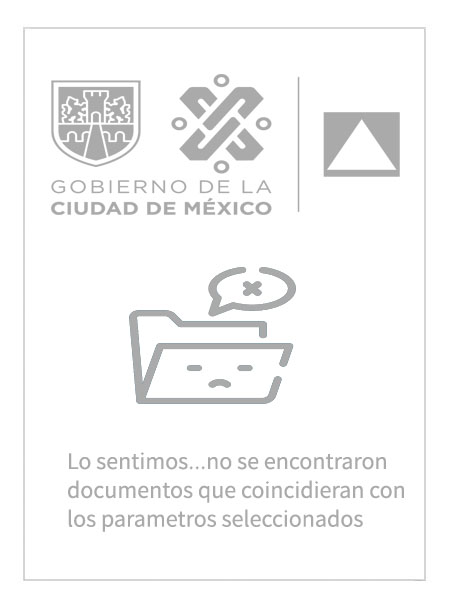 GOBIERNO DE LA
CIUDAD DE MÉXICO
Lo sentimos...no se encontraron
documentos que coincidieran con
los parametros seleccionados